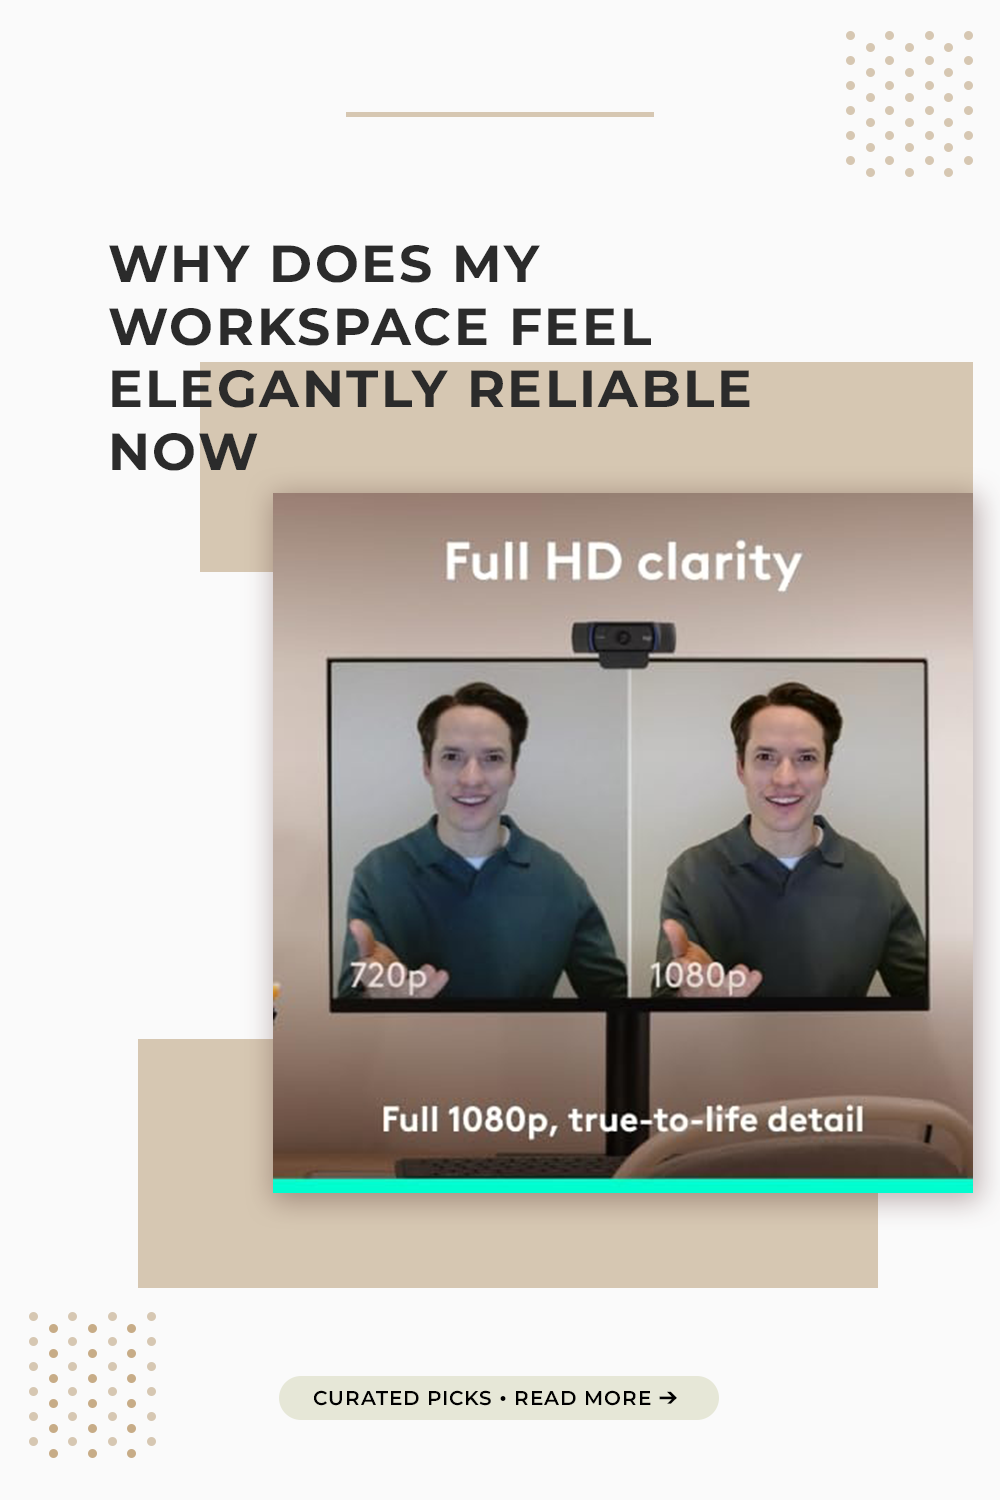 WHY DOES MY
WORKSPACE FEEL
ELEGANTLY RELIABLE
NOW
Full HD clarity
720p
1080p
Full 1080p, true-to-life detail
CURATED PICKS • READ MORE ➔